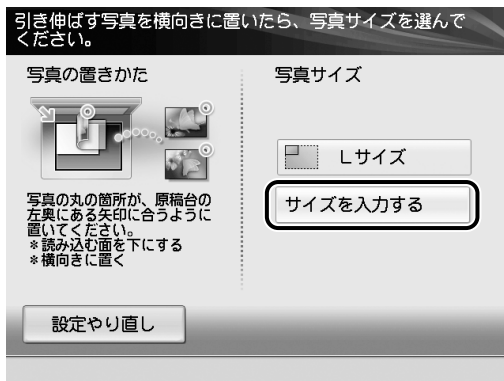 引き伸ばす写真を横向きに置いたら、写真サイズを選んで
ください。
写真の置きかた
写真の丸の箇所が、原稿台の
左奥にある矢印に合うように
置いてください。
＊読み込む面を下にする
＊横向きに置く
写真サイズ
Lサイズ
サイズを入力する
設定やり直し